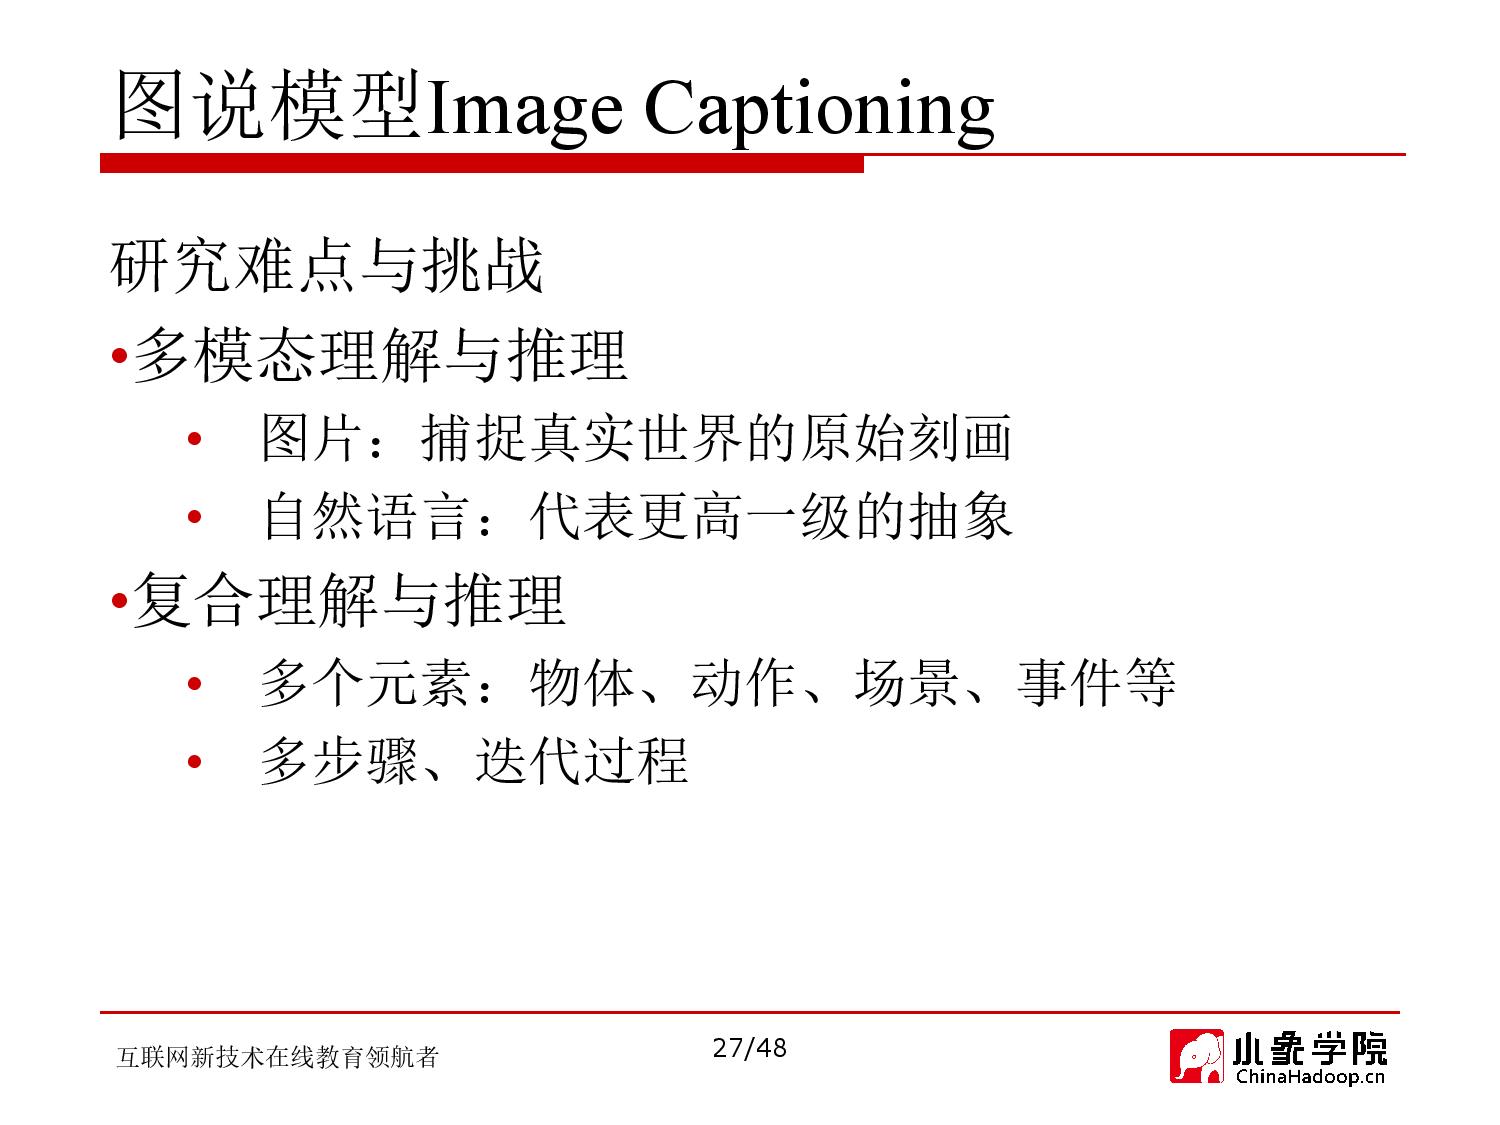 图说模型Image Captioning
研究难点与挑战
•多模态理解与推理
• 图片：捕捉真实世界的原始刻画
• 自然语言：代表更高一级的抽象
•复合理解与推理
• 多个元素：物体、动作、场景、事件等
• 多步骤、迭代过程
互联网新技术在线教育领航者
27/48
小象学院
ChinaHadoop.cn